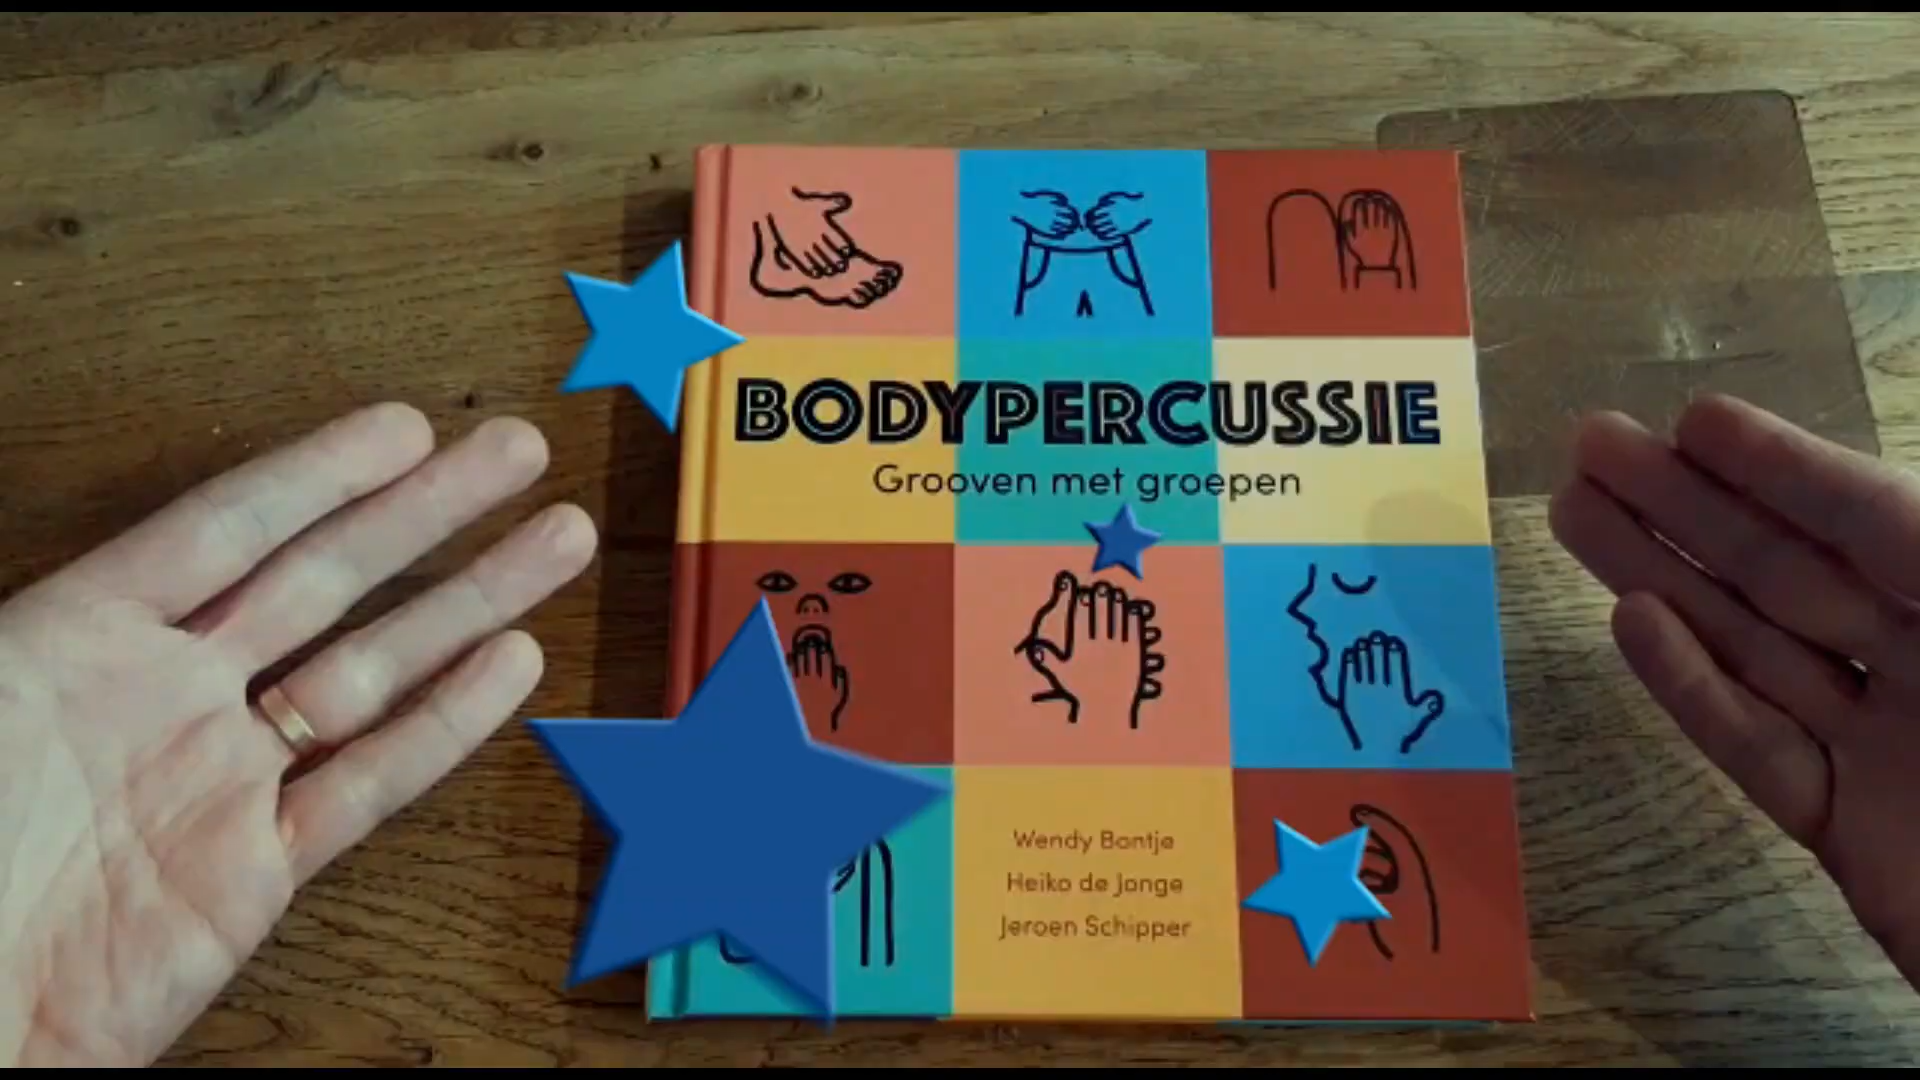 BODYPERCUSSIE
Grooven met groepen
Wendy Bontje
Heiko de Jonge
Jeroen Schipper